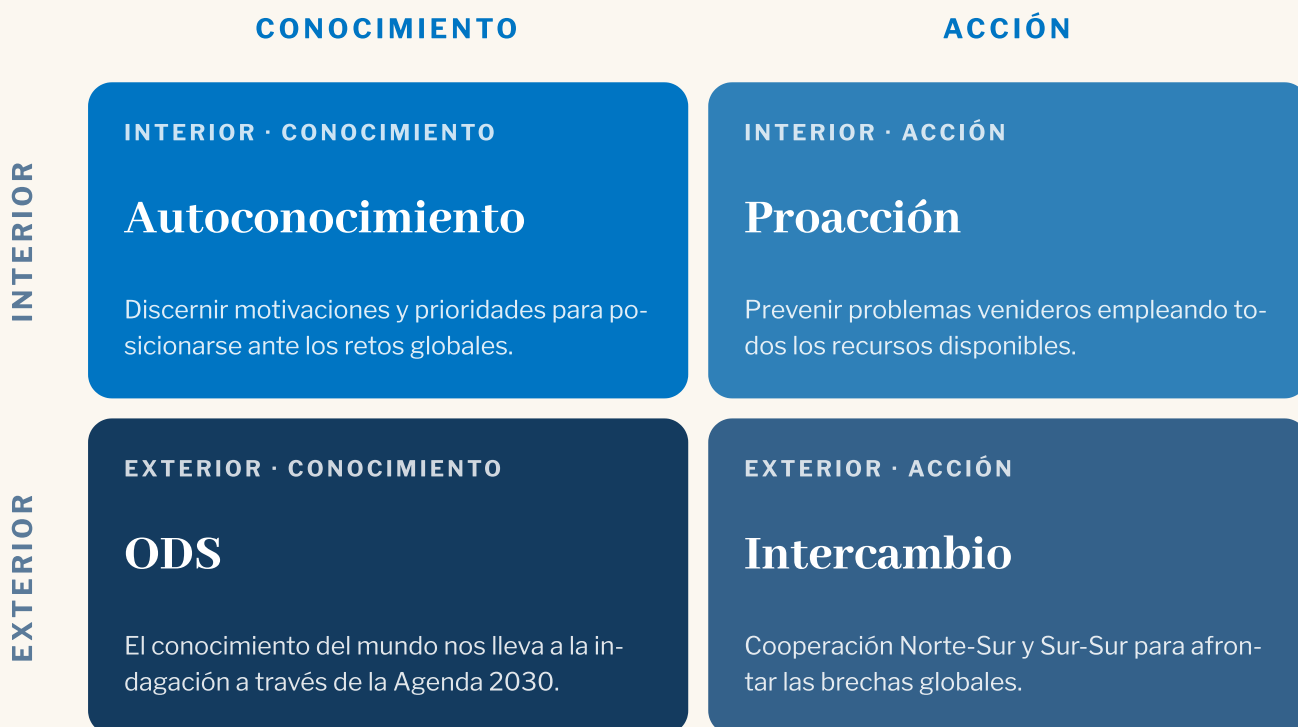 CONOCIMIENTO
ACCIÓN
INTERIOR
INTERIOR · CONOCIMIENTO
Autoconocimiento
Discernir motivaciones y prioridades para po-
sicionarse ante los retos globales.
INTERIOR · ACCIÓN
Proacción
Prevenir problemas venideros empleando to-
dos los recursos disponibles.
EXTERIOR
EXTERIOR · CONOCIMIENTO
ODS
El conocimiento del mundo nos lleva a la in-
dagación a través de la Agenda 2030.
EXTERIOR · ACCIÓN
Intercambio
Cooperación Norte-Sur y Sur-Sur para afron-
tar las brechas globales.